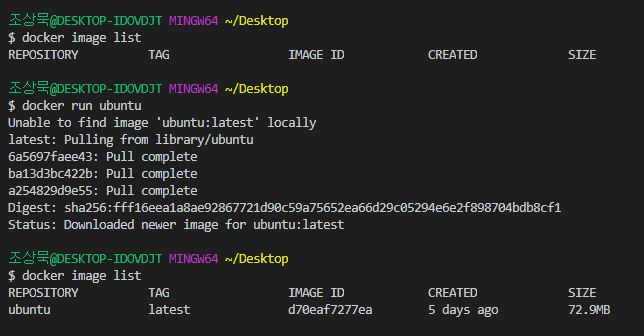 조상묵@DESKTOP-IDOVDJT MINGW64 ~/Desktop
$ docker image list
REPOSITORY TAG IMAGE ID CREATED SIZE
조상묵@DESKTOP-IDOVDJT MINGW64 ~/Desktop
$ docker run ubuntu
Unable to find image 'ubuntu:latest' locally
latest: Pulling from library/ubuntu
6a5697faee43: Pull complete
ba13d3bc422b: Pull complete
a254829d9e55: Pull complete
Digest: sha256:fff16eea1a8ae92867721d90c59a75652ea66d29c05294e6e2f898704bdb8cf1
Status: Downloaded newer image for ubuntu:latest
조상묵@DESKTOP-IDOVDJT MINGW64 ~/Desktop
$ docker image list
REPOSITORY TAG IMAGE ID CREATED SIZE
ubuntu latest d70eaf7277ea 5 days ago 72.9MB